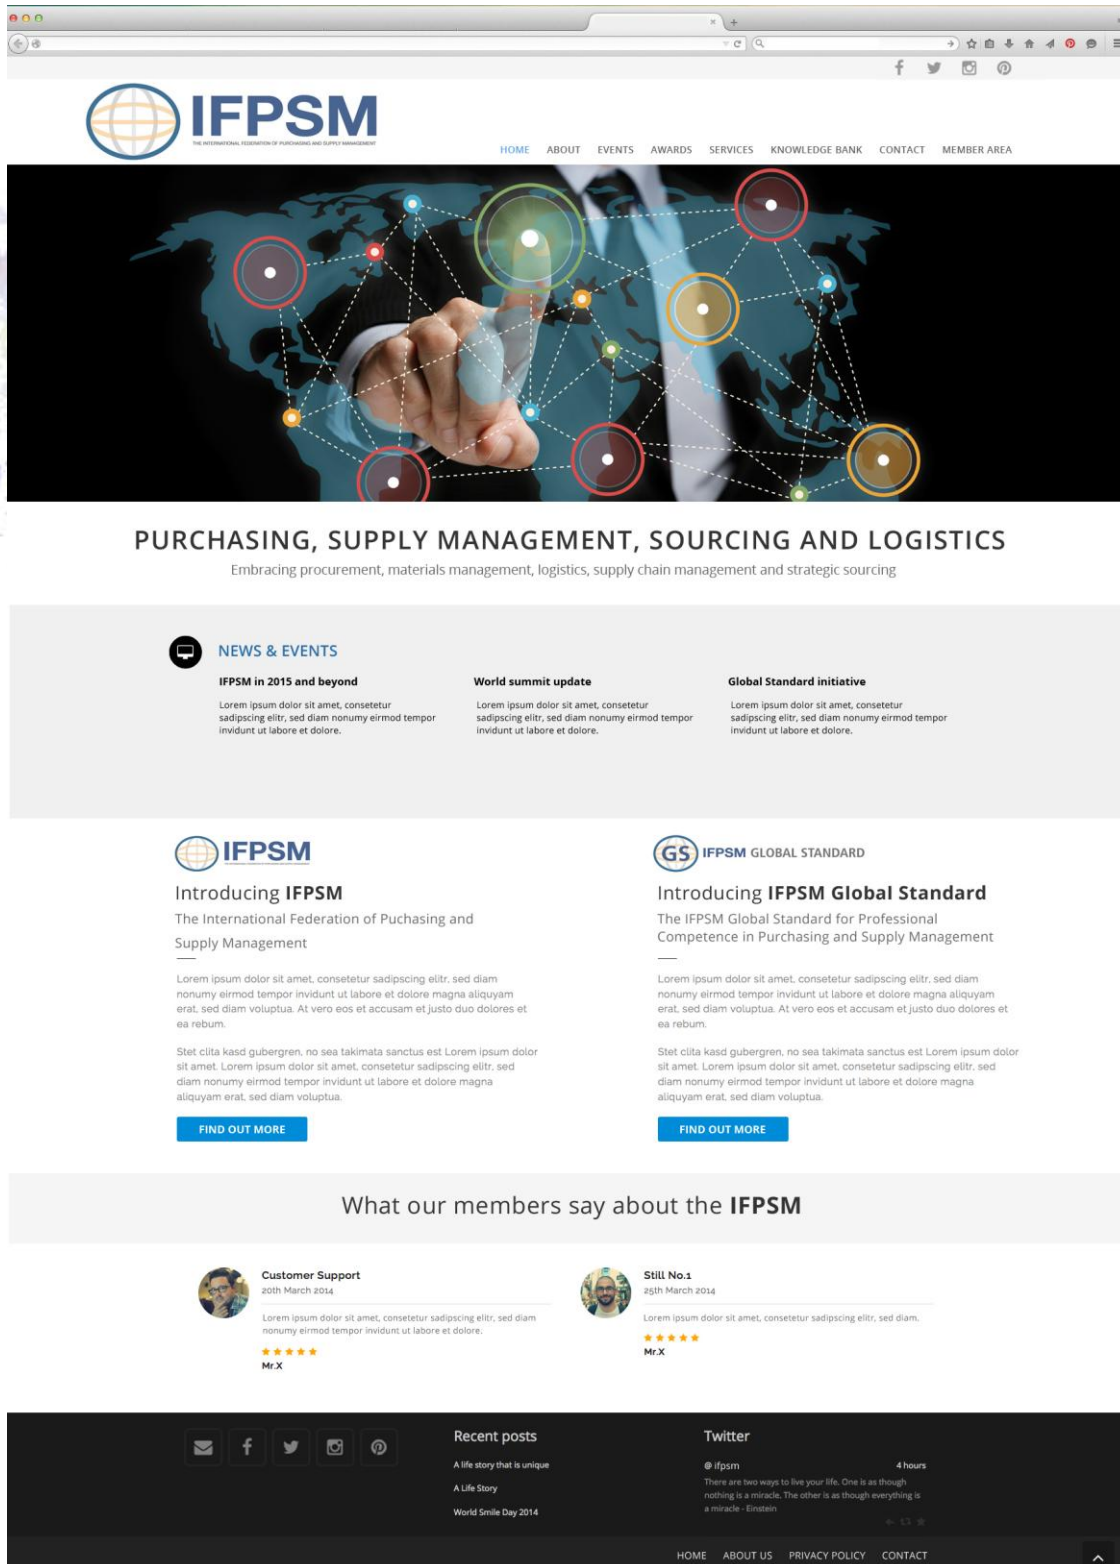 IFPSM
THE INTERNATIONAL FEDERATION OF PURCHASING AND SUPPLY MANAGEMENT
HOME ABOUT EVENTS AWARDS SERVICES KNOWLEDGE BANK CONTACT MEMBER AREA
PURCHASING, SUPPLY MANAGEMENT, SOURCING AND LOGISTICS
Embracing procurement, materials management, logistics, supply chain management and strategic sourcing
NEWS & EVENTS
IFPSM in 2015 and beyond
Lorem ipsum dolor sit amet, consetetur
sadipscing elitr, sed diam nonumy eirmod tempor
invidunt ut labore et dolore.
World summit update
Lorem ipsum dolor sit amet, consetetur
sadipscing elitr, sed diam nonumy eirmod tempor
invidunt ut labore et dolore.
Global Standard initiative
Lorem ipsum dolor sit amet, consetetur
sadipscing elitr, sed diam nonumy eirmod tempor
invidunt ut labore et dolore.
IFPSM
Introducing IFPSM
The International Federation of Puchasing and
Supply Management
Lorem ipsum dolor sit amet, consetetur sadipscing elitr, sed diam
nonumy eirmod tempor invidunt ut labore et dolore magna aliquyam
erat, sed diam voluptua. At vero eos et accusam et justo duo dolores et
ea rebum.
Stet clita kasd gubergren, no sea takimata sanctus est Lorem ipsum dolor
sit amet. Lorem ipsum dolor sit amet, consetetur sadipscing elitr, sed
diam nonumy eirmod tempor invidunt ut labore et dolore magna
aliquyam erat, sed diam voluptua.
FIND OUT MORE
GS IFPSM GLOBAL STANDARD
Introducing IFPSM Global Standard
The IFPSM Global Standard for Professional
Competence in Purchasing and Supply Management
Lorem ipsum dolor sit amet, consetetur sadipscing elitr, sed diam
nonumy eirmod tempor invidunt ut labore et dolore magna aliquyam
erat, sed diam voluptua. At vero eos et accusam et justo duo dolores et
ea rebum.
Stet clita kasd gubergren, no sea takimata sanctus est Lorem ipsum dolor
sit amet. Lorem ipsum dolor sit amet, consetetur sadipscing elitr, sed
diam nonumy eirmod tempor invidunt ut labore et dolore magna
aliquyam erat, sed diam voluptua.
FIND OUT MORE
What our members say about the IFPSM
Customer Support
20th March 2014
Lorem ipsum dolor sit amet, consetetur sadipscing elitr, sed diam
nonumy eirmod tempor invidunt ut labore et dolore.
Mr.X
Still No.1
25th March 2014
Lorem ipsum dolor sit amet, consetetur sadipscing elitr, sed diam.
Mr.X
Recent posts
A life story that is unique
A Life Story
World Smile Day 2014
Twitter
@ ifpsm 4 hours
There are two ways to live your life. One is as though
nothing is a miracle. The other is as though everything is
a miracle - Einstein
HOME ABOUT US PRIVACY POLICY CONTACT